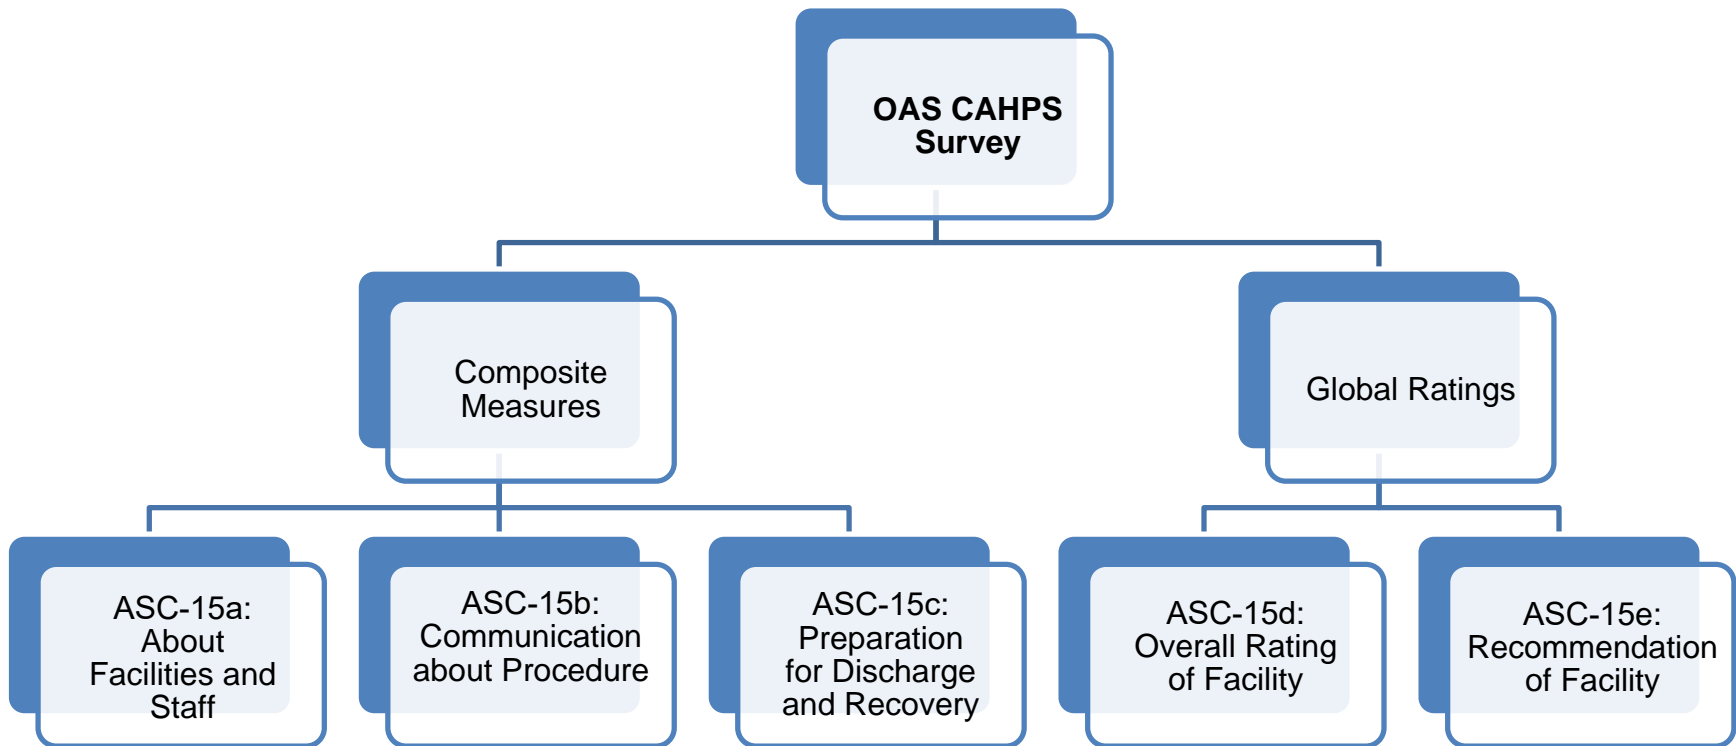 OAS CAHPS
Survey
Composite
Measures
Global Ratings
ASC-15a:
About
Facilities and
Staff
ASC-15b:
Communication
about Procedure
ASC-15c:
Preparation
for Discharge
and Recovery
ASC-15d:
Overall Rating
of Facility
ASC-15e:
Recommendation
of Facility